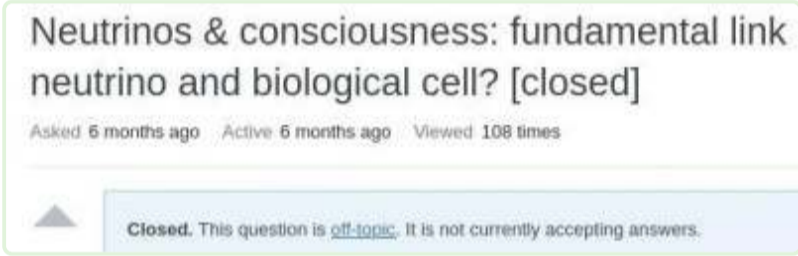 Neutrinos & consciousness: fundamental link
neutrino and biological cell? [closed]
Asked 6 months ago Active 6 months ago Viewed 108 times
Closed. This question is off-topic. It is not currently accepting answers.